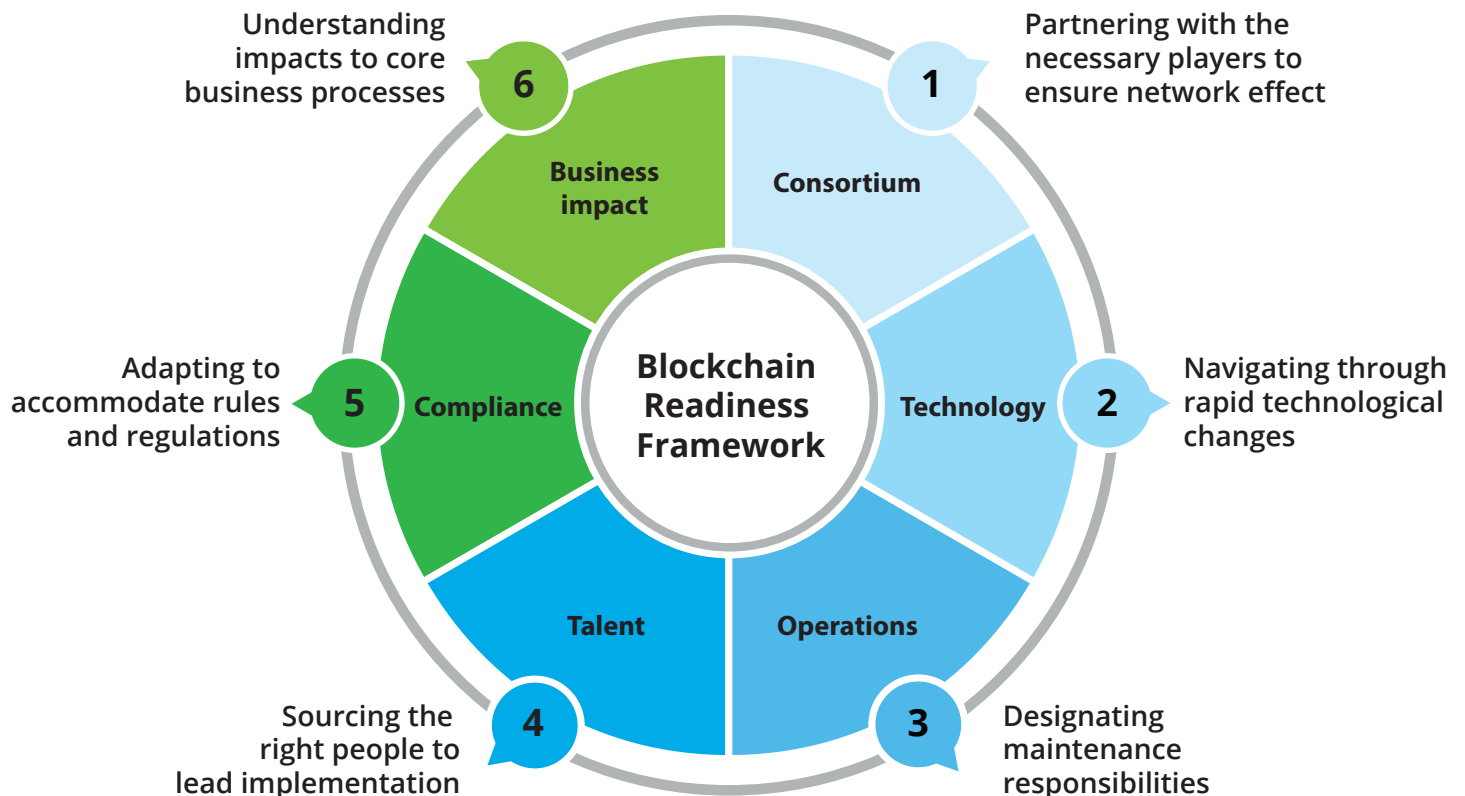 Blockchain
Readiness
Framework
1
Consortium
Partnering with the
necessary players to
ensure network effect
2
Technology
Navigating through
rapid technological
changes
3
Operations
Designating
maintenance
responsibilities
4
Talent
Sourcing the
right people to
lead implementation
5
Compliance
Adapting to
accommodate rules
and regulations
6
Business
impact
Understanding
impacts to core
business processes